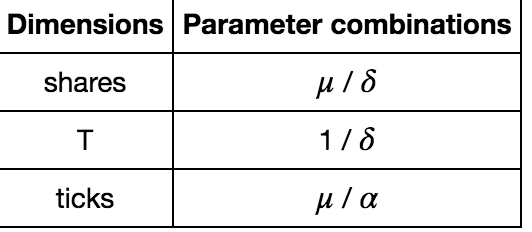 Dimensions Parameter combinations
shares μ / δ
T 1 / δ
ticks μ / α